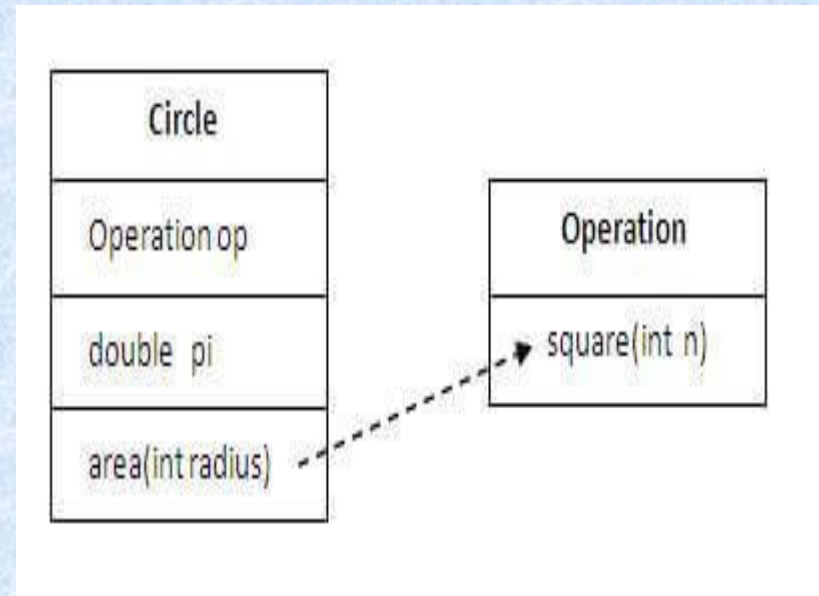 Circle
Operation op
double pi
area(int radius)
Operation
square(int n)